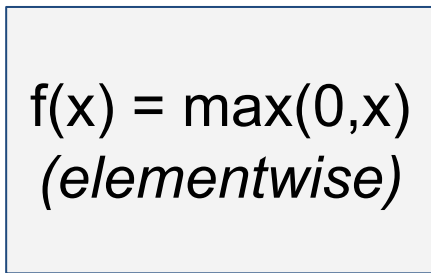 f(x) = max(0,x)
(elementwise)